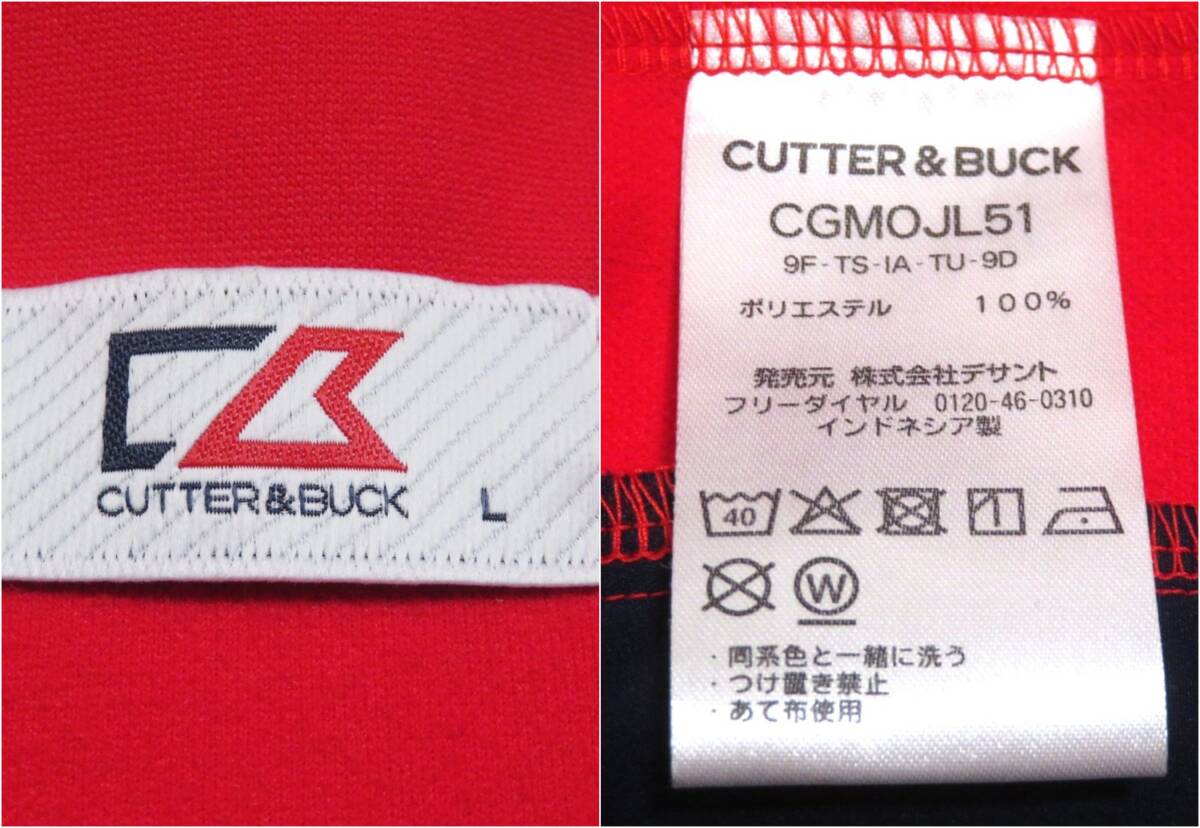 CUTTER&BUCK L
CUTTER & BUCK
CGMOJL51
9F-TS-IA-TU-9D
ポリエステル 100%
発売元 株式会社デサント
フリーダイヤル 0120-46-0310
インドネシア製
40
W
・同系色と一緒に洗う
・つけ置き禁止
・あて布使用